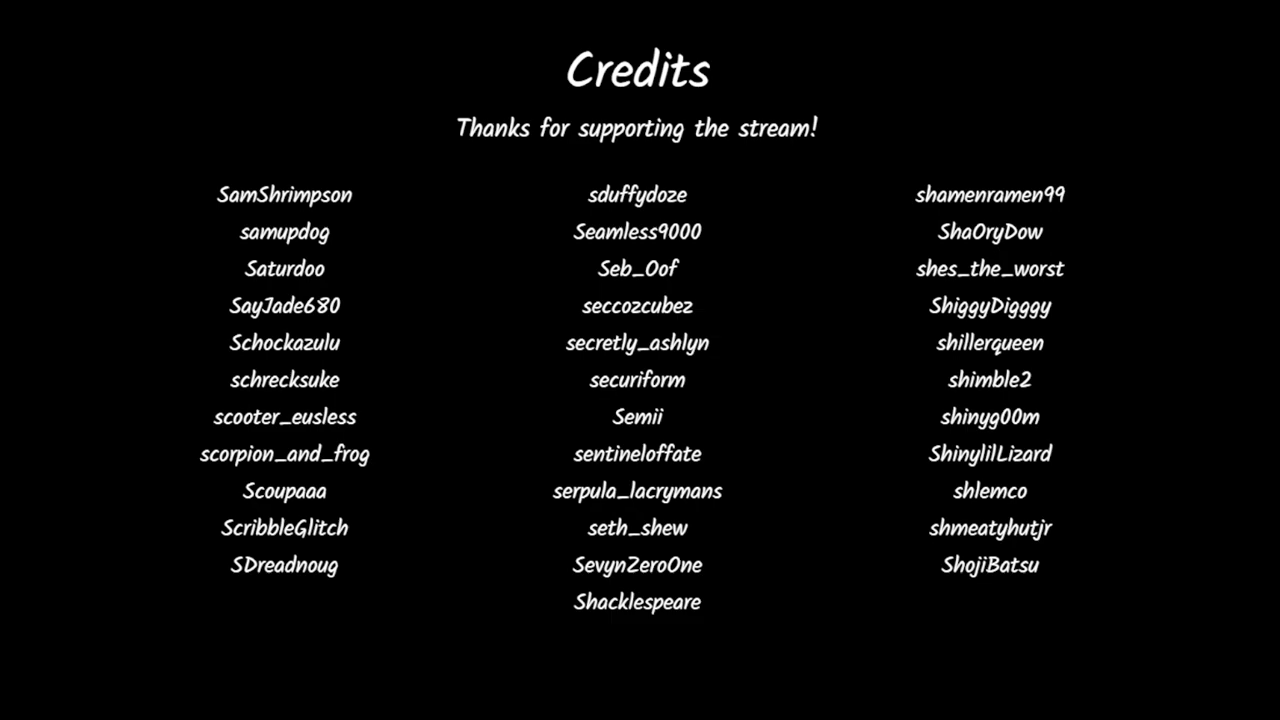 Credits
Thanks for supporting the stream!
SamShrimpson
samupdog
Saturdoo
SayJade680
Schockazulu
schrecksuke
scooter_eusless
scorpion_and_frog
Scoupaaa
ScribbleGlitch
SDreadnoug
sduffydoze
Seamless9000
Seb_Oof
seccozcubez
secretly_ashlyn
securiform
Semii
sentineloffate
serpula_lacrymans
seth_shew
SevynZeroOne
Shacklespeare
shamenramen99
ShaOryDow
shes_the_worst
ShiggyDigggy
shillerqueen
shimble2
shinyg00m
ShinylilLizard
shlemco
shmeatyhutjr
ShojiBatsu